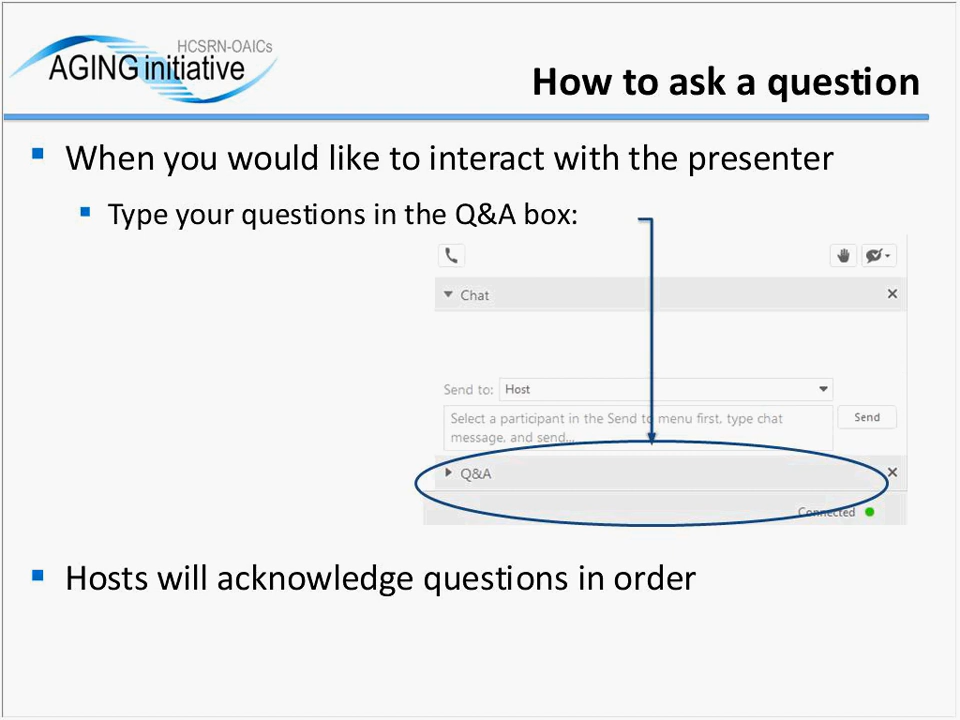 HCSRN-OAICs
AGING initiative
How to ask a question
When you would like to interact with the presenter
Type your questions in the Q&A box:
Chat
Send to: Host
Select a participant in the Send to menu first, type chat
message, and send...
Send
Q&A
Connected
Hosts will acknowledge questions in order